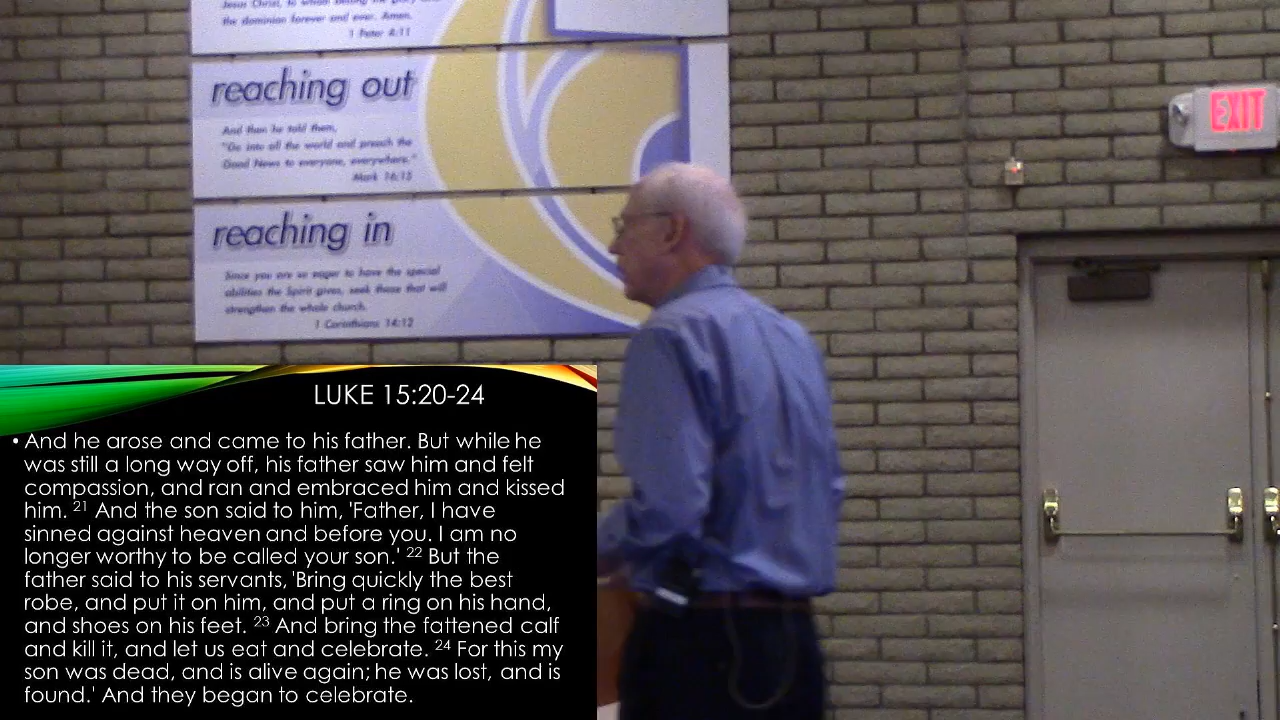 Jesus Christ, to whom belong the glory and
the dominion forever and ever. Amen.
1 Peter 4:11
reaching out
And then he told them,
"Go into all the world and preach the
Good News to everyone, everywhere."
Mark 16:15
reaching in
Since you are so eager to have the special
abilities the Spirit gives, seek those that will
strengthen the whole church.
1 Corinthians 14:12
EXIT
LUKE 15:20-24
• And he arose and came to his father. But while he
was still a long way off, his father saw him and felt
compassion, and ran and embraced him and kissed
him. 21 And the son said to him, 'Father, I have
sinned against heaven and before you. I am no
longer worthy to be called your son.' 22 But the
father said to his servants, 'Bring quickly the best
robe, and put it on him, and put a ring on his hand,
and shoes on his feet. 23 And bring the fattened calf
and kill it, and let us eat and celebrate. 24 For this my
son was dead, and is alive again; he was lost, and is
found.' And they began to celebrate.